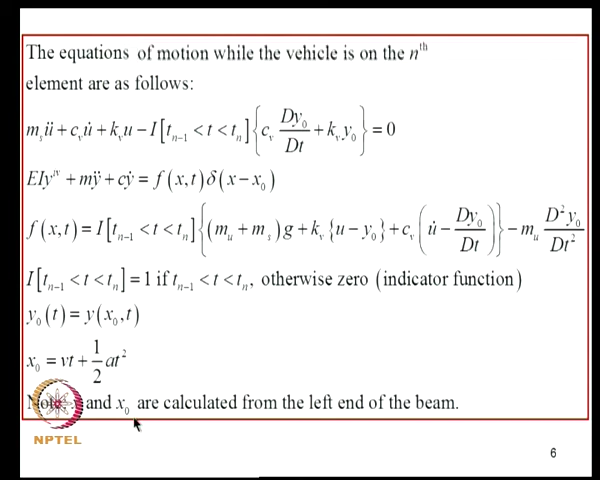 The equations of motion while the vehicle is on the nᵗʰ
element are as follows:
m_s ü + c_v u̇ + k_v u − I[t_{n−1} < t < t_n]{c_v Dy_0/Dt + k_v y_0} = 0
EIy^{iv} + mÿ + cẏ = f(x,t)δ(x − x_0)
f(x,t) = I[t_{n−1} < t < t_n]{(m_u + m_s)g + k_v{u − y_0} + c_v(u̇ − Dy_0/Dt)} − m_u D²y_0/Dt²
I[t_{n−1} < t < t_n] = 1 if t_{n−1} < t < t_n, otherwise zero (indicator function)
y_0(t) = y(x_0,t)
x_0 = vt + 1/2 at²
and x_0 are calculated from the left end of the beam.
NPTEL
6